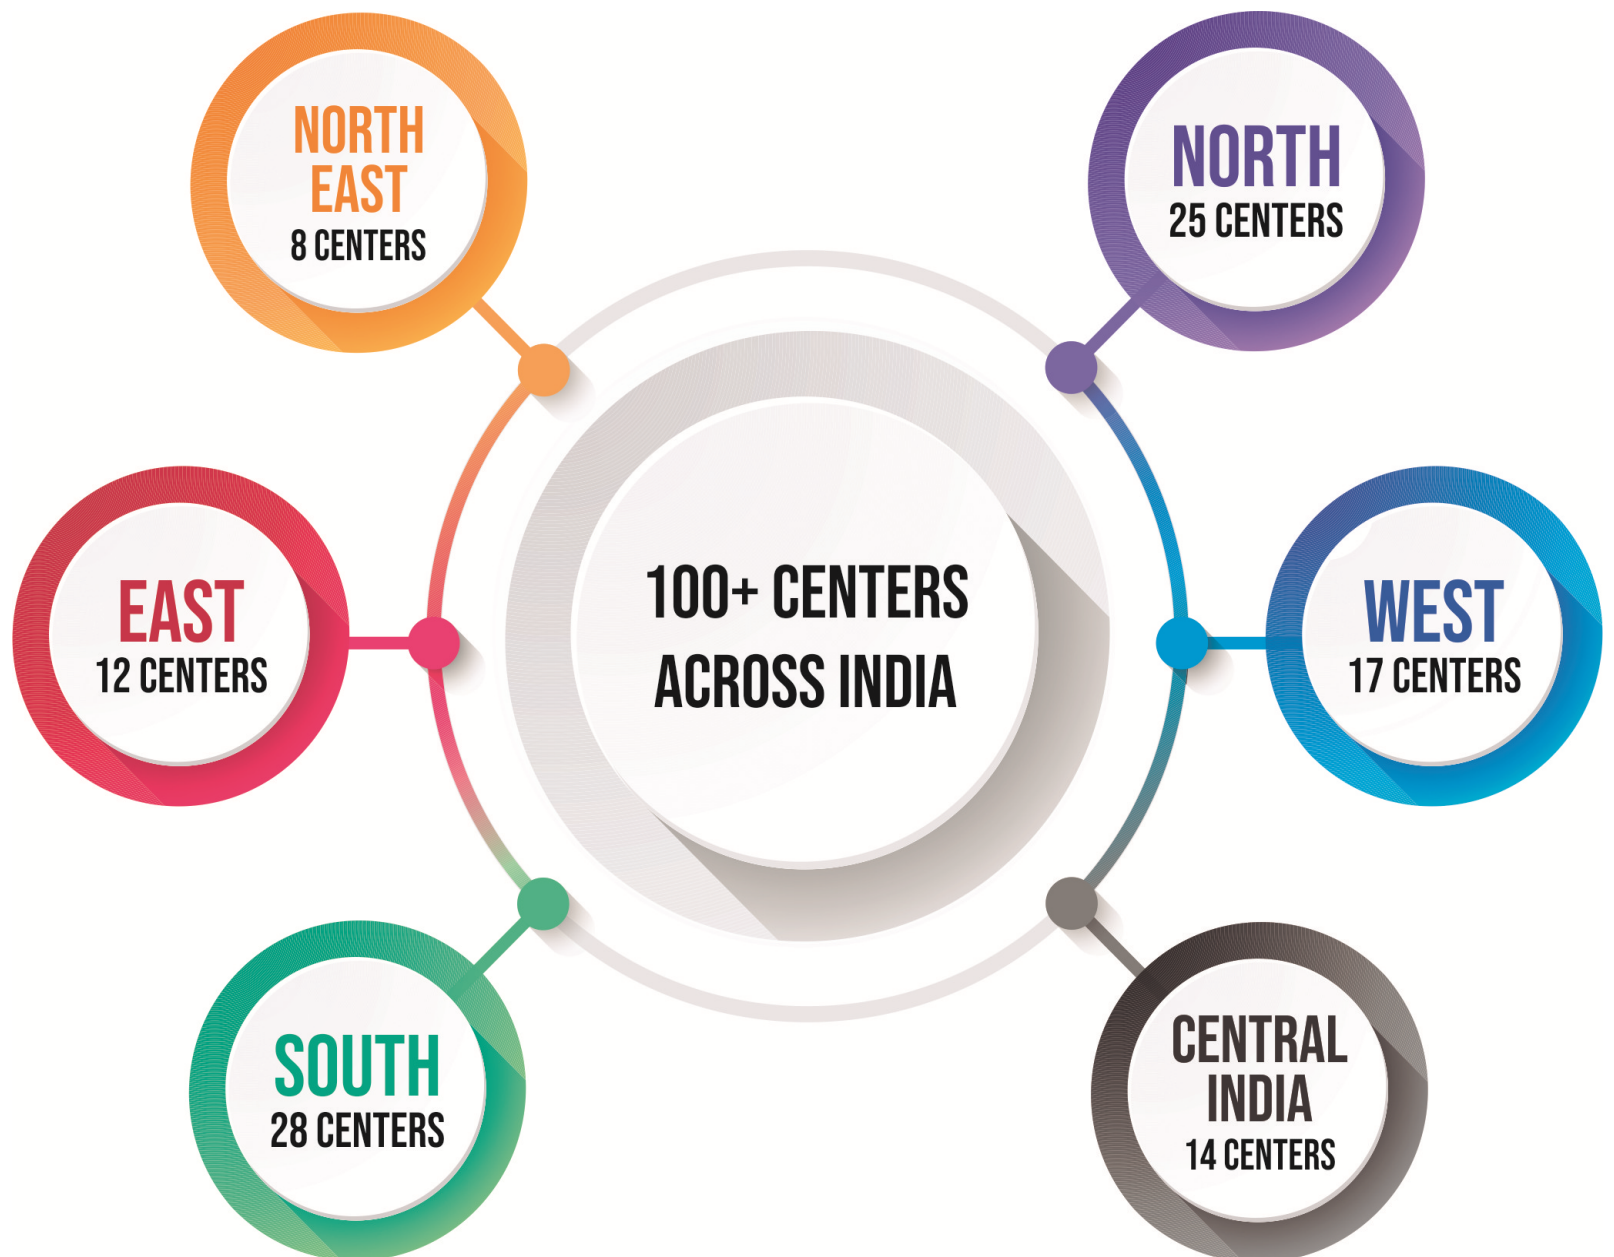 NORTH
EAST
8 CENTERS
NORTH
25 CENTERS
EAST
12 CENTERS
100+ CENTERS
ACROSS INDIA
WEST
17 CENTERS
SOUTH
28 CENTERS
CENTRAL
INDIA
14 CENTERS